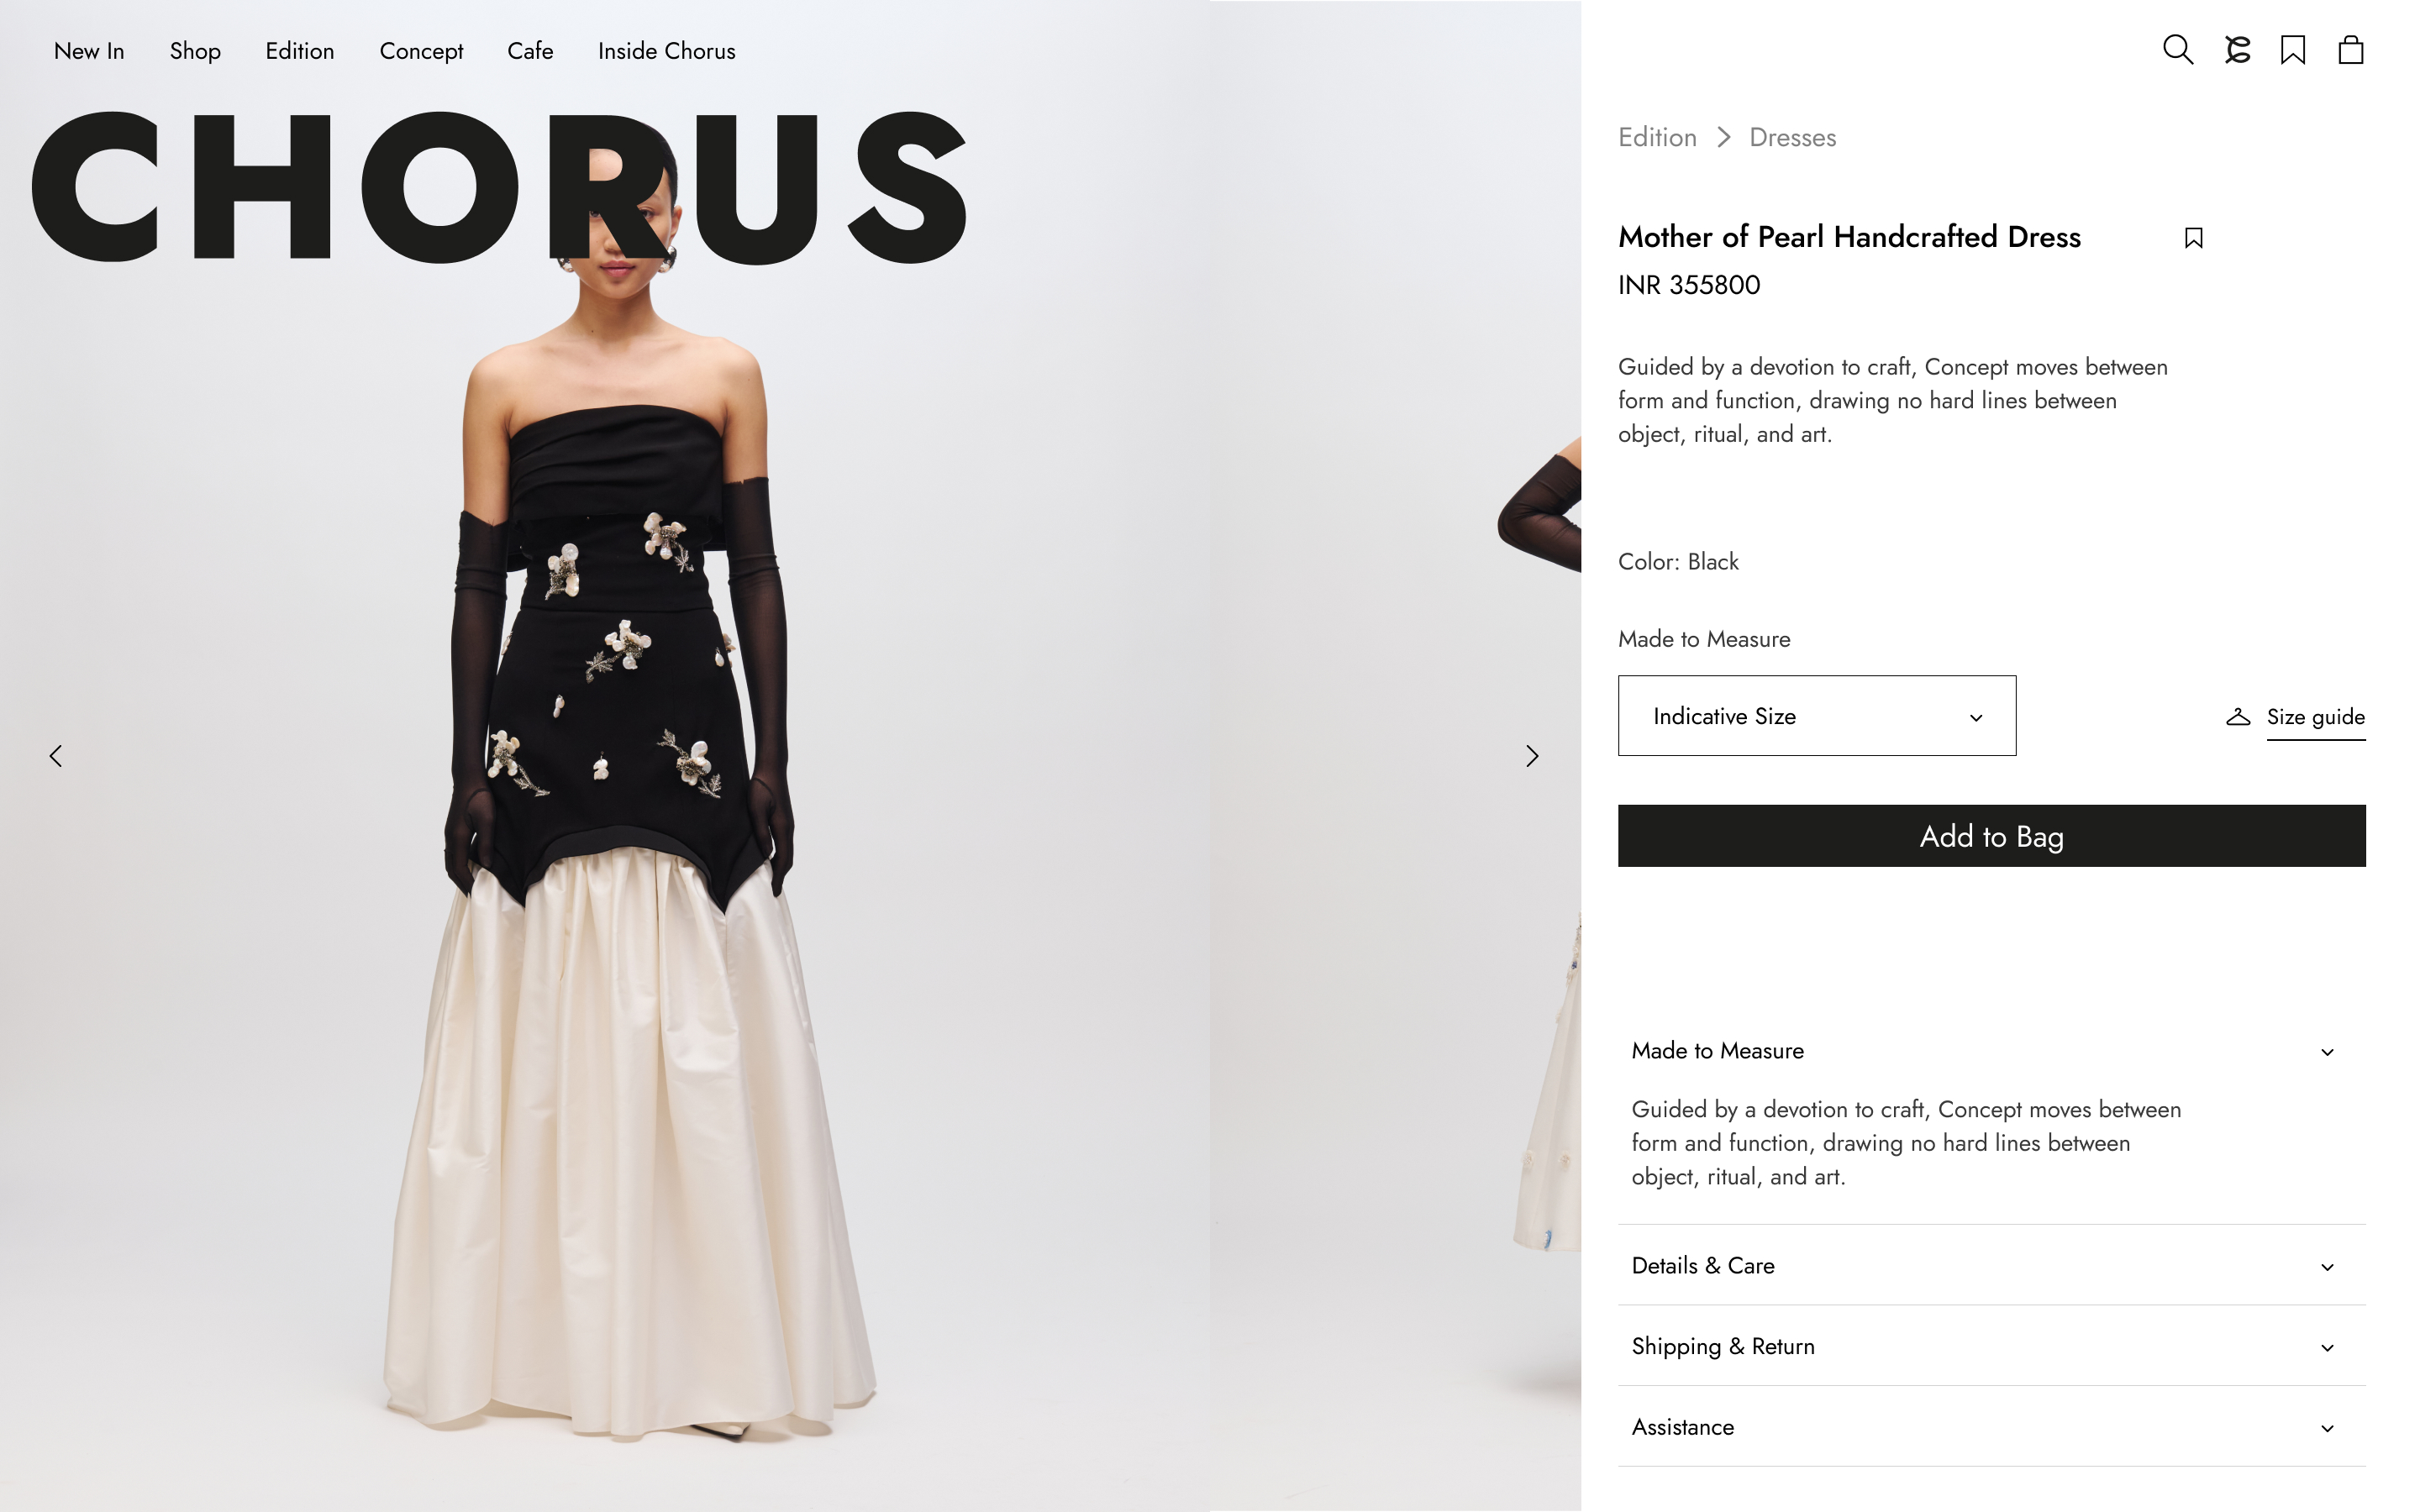 New In Shop Edition Concept Cafe Inside Chorus
CHORUS
Edition > Dresses
Mother of Pearl Handcrafted Dress
INR 355800
Guided by a devotion to craft, Concept moves between
form and function, drawing no hard lines between
object, ritual, and art.
Color: Black
Made to Measure
Indicative Size
Size guide
Add to Bag
Made to Measure
Guided by a devotion to craft, Concept moves between
form and function, drawing no hard lines between
object, ritual, and art.
Details & Care
Shipping & Return
Assistance